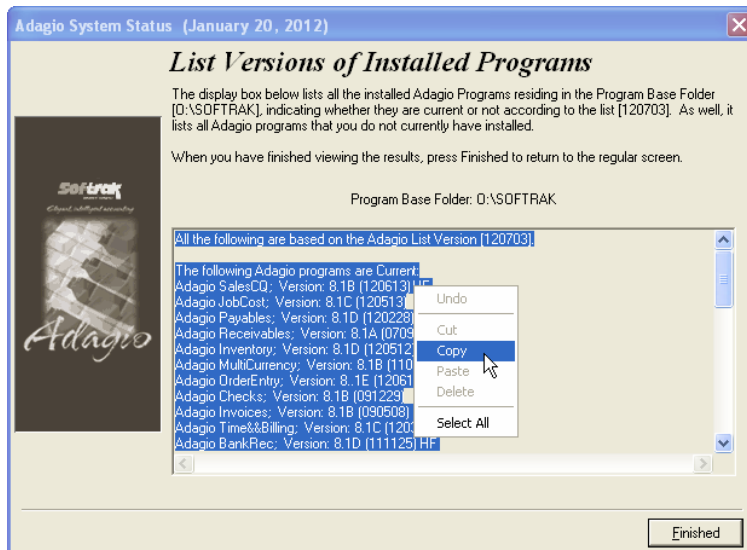 Adagio System Status (January 20, 2012)
List Versions of Installed Programs
The display box below lists all the installed Adagio Programs residing in the Program Base Folder
[O:\SOFTRAK], indicating whether they are current or not according to the list [120703]. As well, it
lists all Adagio programs that you do not currently have installed.
When you have finished viewing the results, press Finished to return to the regular screen.
Softrak
Adagio
Program Base Folder: O:\SOFTRAK
All the following are based on the Adagio List Version [120703].
The following Adagio programs are Current:
Adagio SalesCQ; Version: 8.1B (120613) HF
Adagio JobCost; Version: 8.1C (120513)
Adagio Payables; Version: 8.1D (120228)
Adagio Receivables; Version: 8.1A (0709
Adagio Inventory; Version: 8.1D (120512
Adagio MultiCurrency; Version: 8.1B (110
Adagio OrderEntry; Version: 8..1E (12061
Adagio Checks; Version: 8.1B (091229)
Adagio Invoices; Version: 8.1B (090508)
Adagio Time&&Billing; Version: 8.1C (1203
Adagio BankRec; Version: 8.1D (111125) HF
Undo
Cut
Copy
Paste
Delete
Select All
Finished